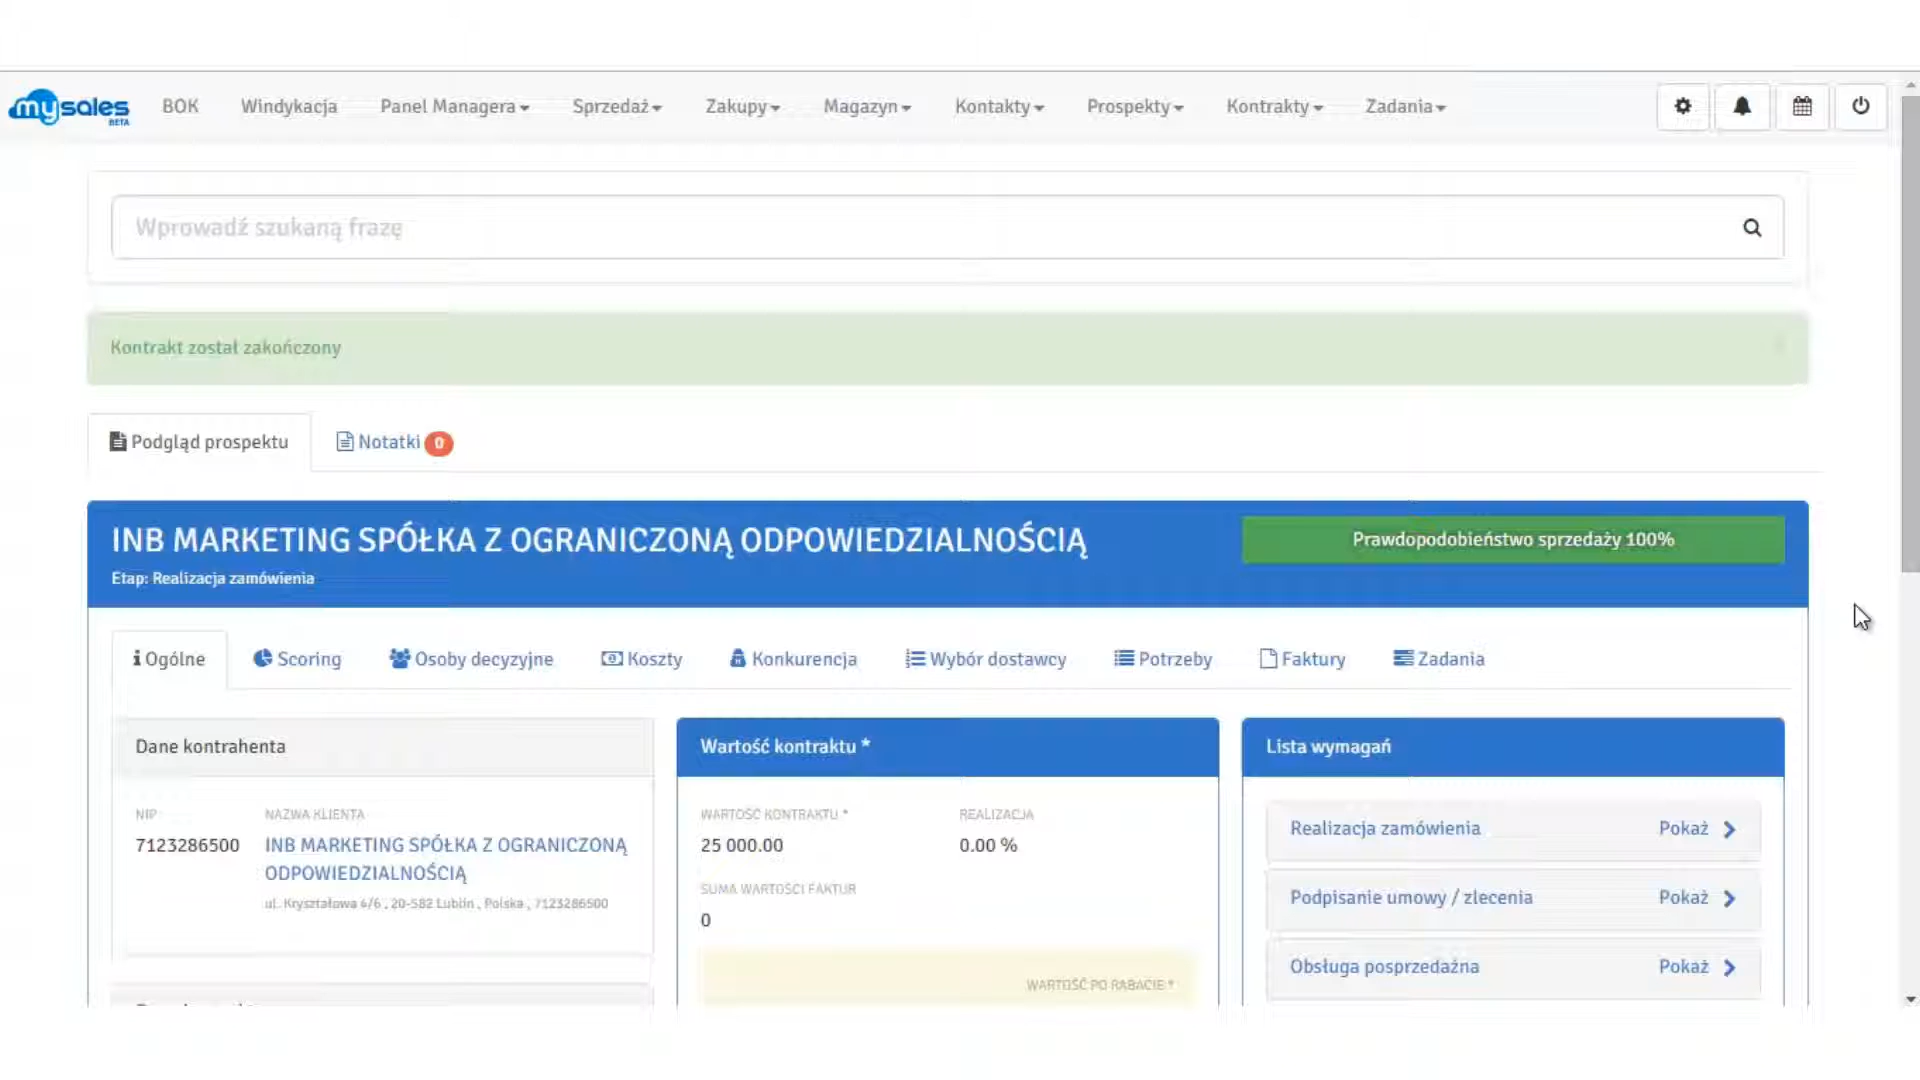 mysales BETA
BOK Windykacja Panel Managera Sprzedaż Zakupy Magazyn Kontakty Prospekty Kontrakty Zadania
Wprowadź szukaną frazę
Kontrakt został zakończony
Podgląd prospektu Notatki 0
INB MARKETING SPÓŁKA Z OGRANICZONĄ ODPOWIEDZIALNOŚCIĄ
Prawdopodobieństwo sprzedaży 100%
Etap: Realizacja zamówienia
Ogólne Scoring Osoby decyzyjne Koszty Konkurencja Wybór dostawcy Potrzeby Faktury Zadania
Dane kontrahenta
NIP NAZWA KLIENTA
7123286500 INB MARKETING SPÓŁKA Z OGRANICZONĄ
ODPOWIEDZIALNOŚCIĄ
ul. Kryształowa 4/6 , 20-582 Lublin , Polska , 7123286500
Wartość kontraktu *
WARTOŚĆ KONTRAKTU * REALIZACJA
25 000.00 0.00 %
SUMA WARTOŚCI FAKTUR
0
WARTOŚĆ PO RABACIE *
Lista wymagań
Realizacja zamówienia Pokaż
Podpisanie umowy / zlecenia Pokaż
Obsługa posprzedażna Pokaż